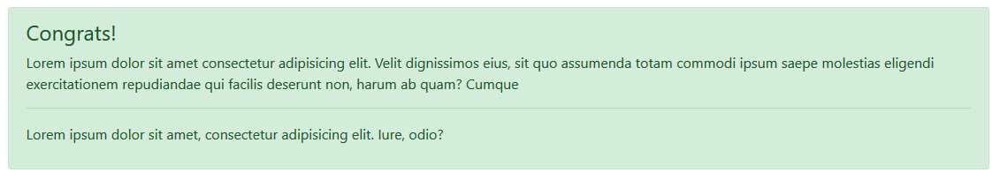 Congrats!
Lorem ipsum dolor sit amet consectetur adipisicing elit. Velit dignissimos eius, sit quo assumenda totam commodi ipsum saepe molestias eligendi
exercitationem repudiandae qui facilis deserunt non, harum ab quam? Cumque
Lorem ipsum dolor sit amet, consectetur adipisicing elit. Iure, odio?